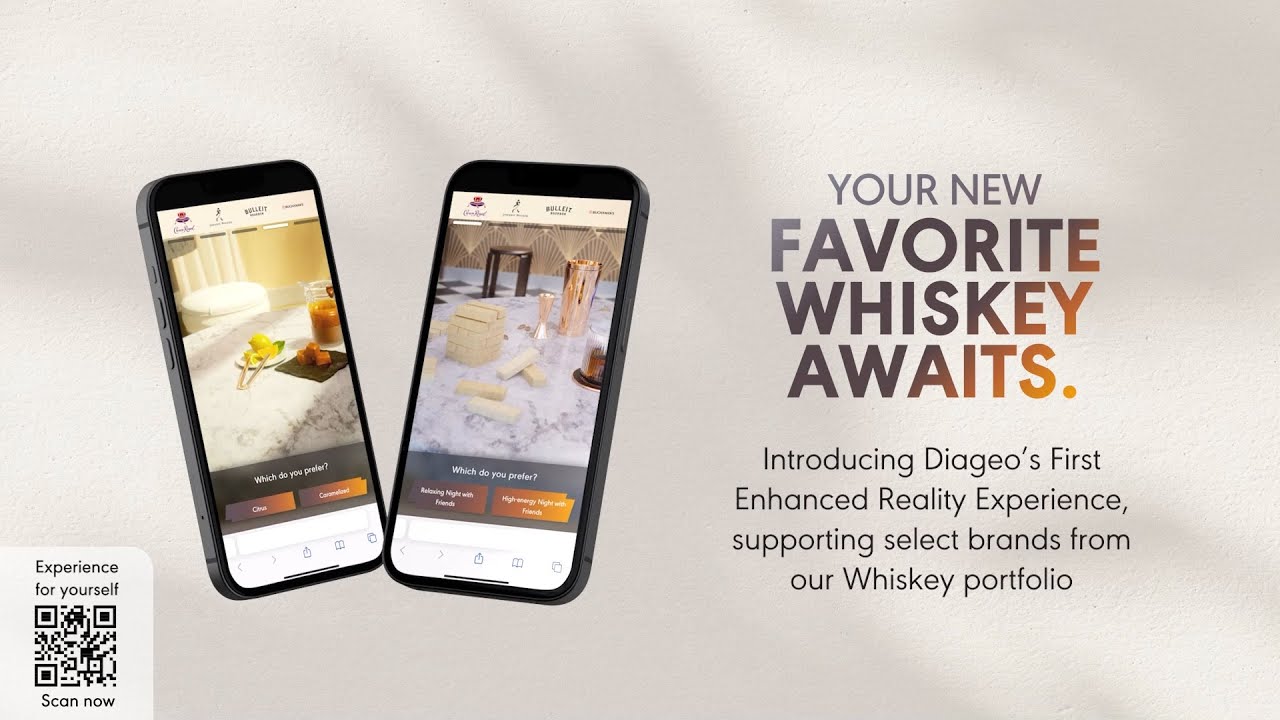 YOUR NEW
FAVORITE
WHISKEY
AWAITS.
Introducing Diageo’s First
Enhanced Reality Experience,
supporting select brands from
our Whiskey portfolio
Crown Royal
BULLEIT
BOURBON
Which do you prefer?
Citrus
Caramelized
Crown Royal
JOHNNIE WALKER
BULLEIT
BOURBON
Which do you prefer?
Relaxing Night with
Friends
High-energy Night with
Friends
Experience
for yourself
Scan now